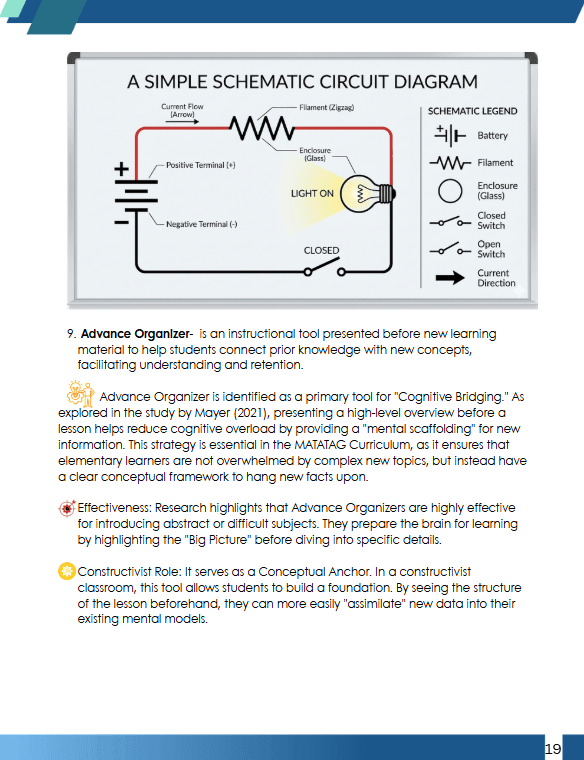 A SIMPLE SCHEMATIC CIRCUIT DIAGRAM
Current Flow
(Arrow)
Filament (Zigzag)
Enclosure
(Glass)
+
Positive Terminal (+)
LIGHT ON
−
Negative Terminal (-)
CLOSED
SCHEMATIC LEGEND
+
Battery
Filament
Enclosure
(Glass)
Closed
Switch
Open
Switch
Current
Direction
9. Advance Organizer- is an instructional tool presented before new learning
material to help students connect prior knowledge with new concepts,
facilitating understanding and retention.
Advance Organizer is identified as a primary tool for "Cognitive Bridging." As
explored in the study by Mayer (2021), presenting a high-level overview before a
lesson helps reduce cognitive overload by providing a "mental scaffolding" for new
information. This strategy is essential in the MATATAG Curriculum, as it ensures that
elementary learners are not overwhelmed by complex new topics, but instead have
a clear conceptual framework to hang new facts upon.
Effectiveness: Research highlights that Advance Organizers are highly effective
for introducing abstract or difficult subjects. They prepare the brain for learning
by highlighting the "Big Picture" before diving into specific details.
Constructivist Role: It serves as a Conceptual Anchor. In a constructivist
classroom, this tool allows students to build a foundation. By seeing the structure
of the lesson beforehand, they can more easily "assimilate" new data into their
existing mental models.
19